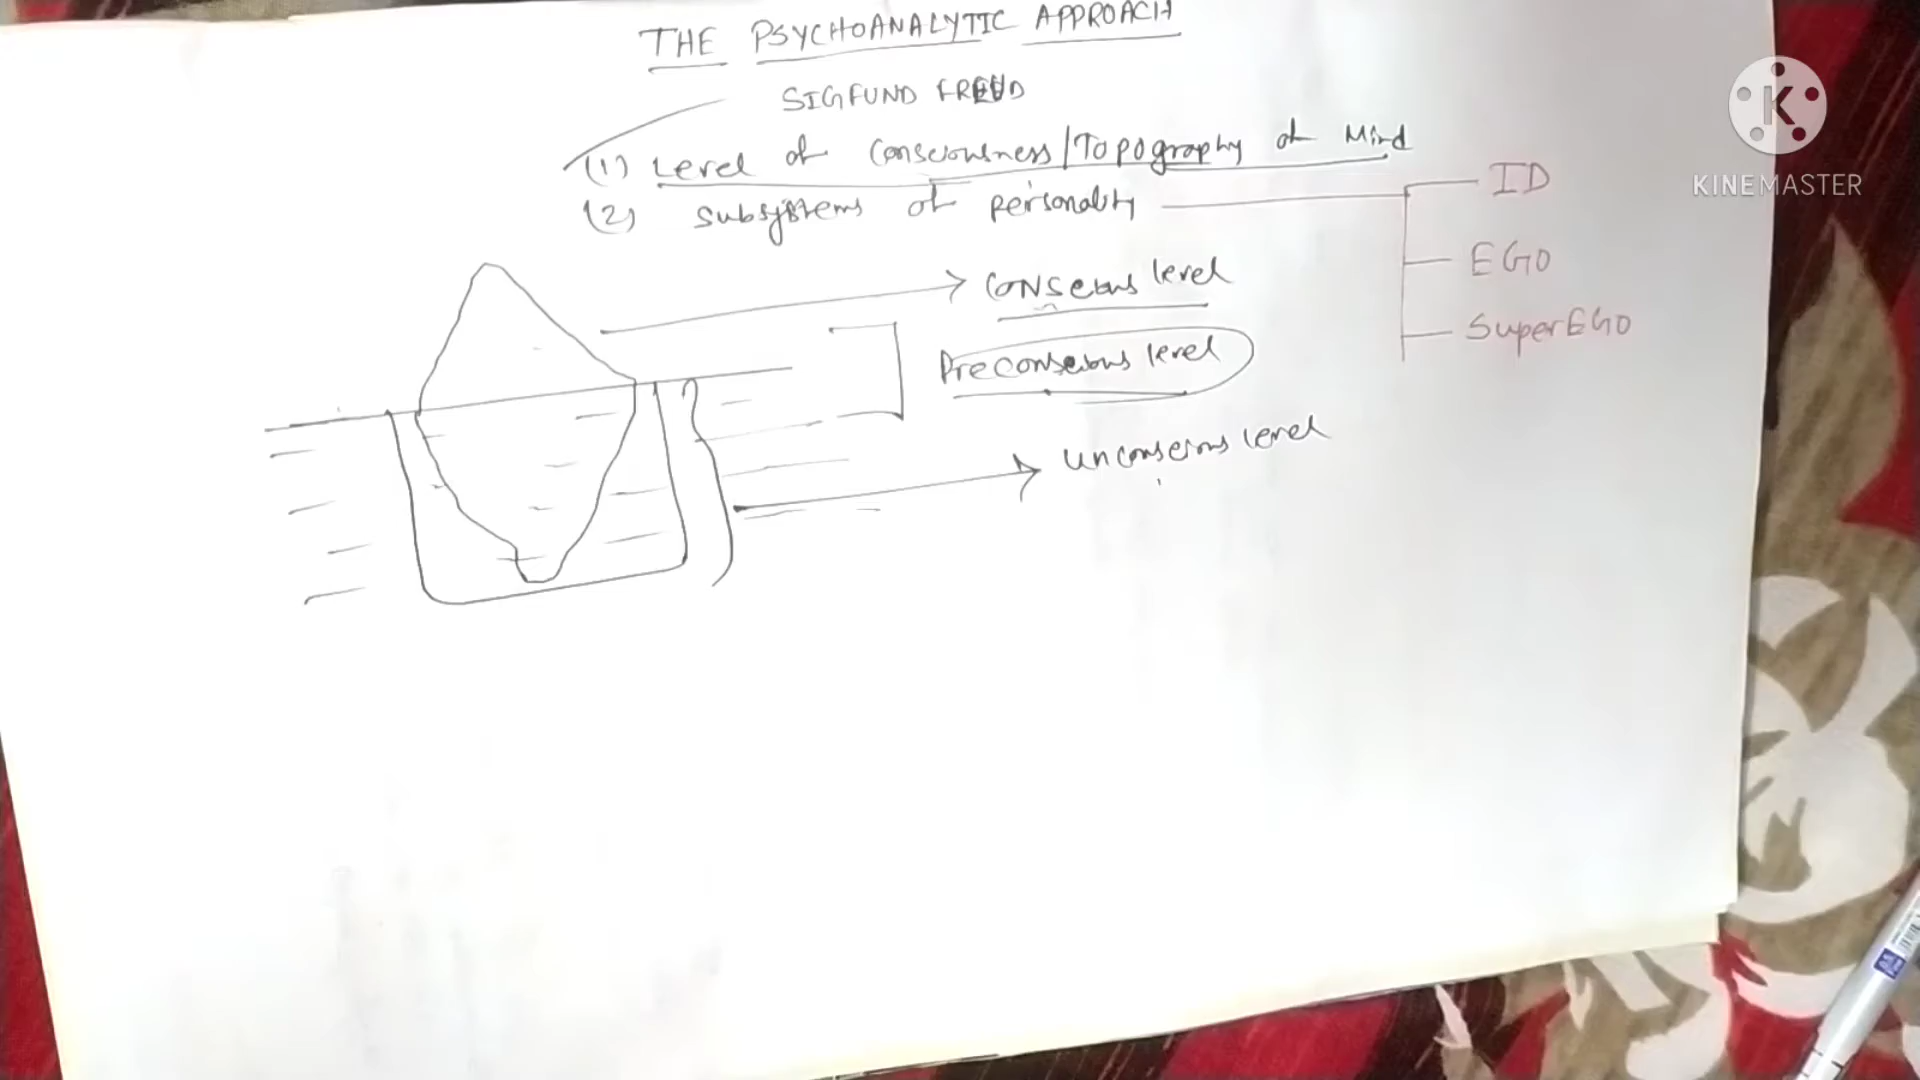 THE PSYCHOANALYTIC APPROACH
SIGFUND FREUD
(1) Level of Consciousness/Topography of Mind
(2) subsystems of personality
ID
EGO
SuperEGO
Conscious level
Preconscious level
Unconscious level
K
KINEMASTER